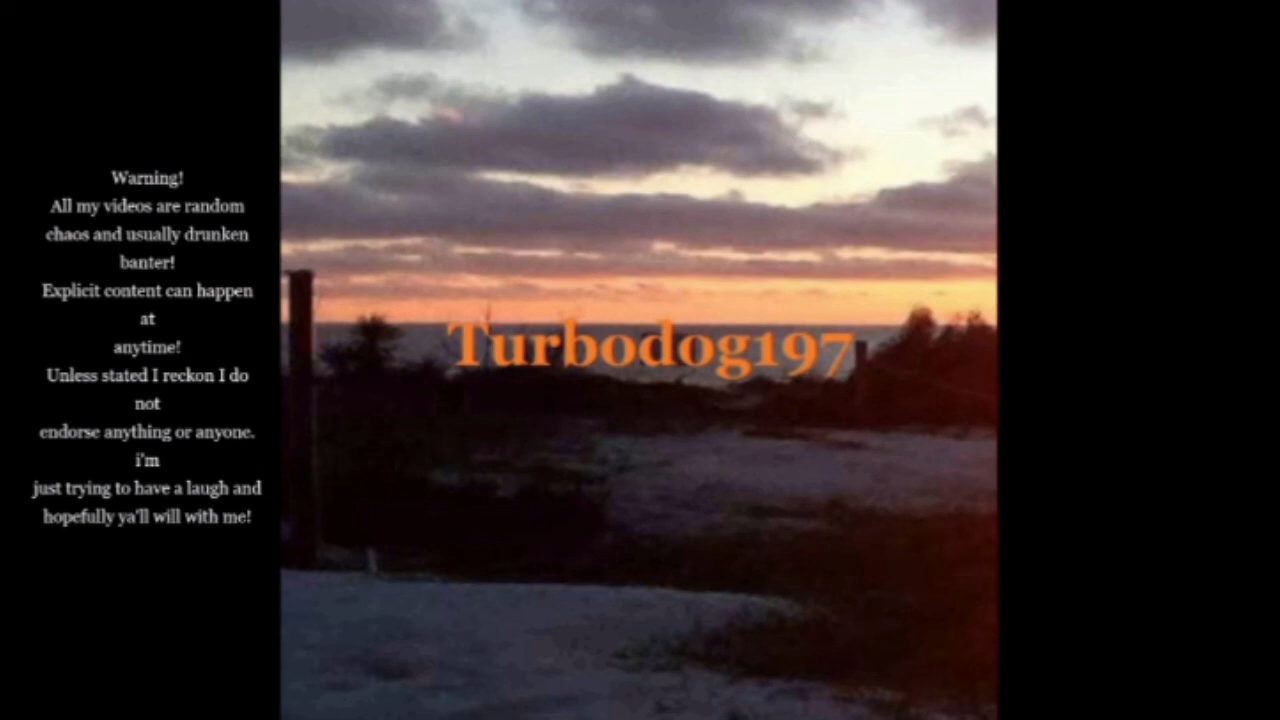 Warning!
All my videos are random
chaos and usually drunken
banter!
Explicit content can happen
at
anytime!
Unless stated I reckon I do
not
endorse anything or anyone.
i'm
just trying to have a laugh and
hopefully ya'll will with me!
Turbodog197